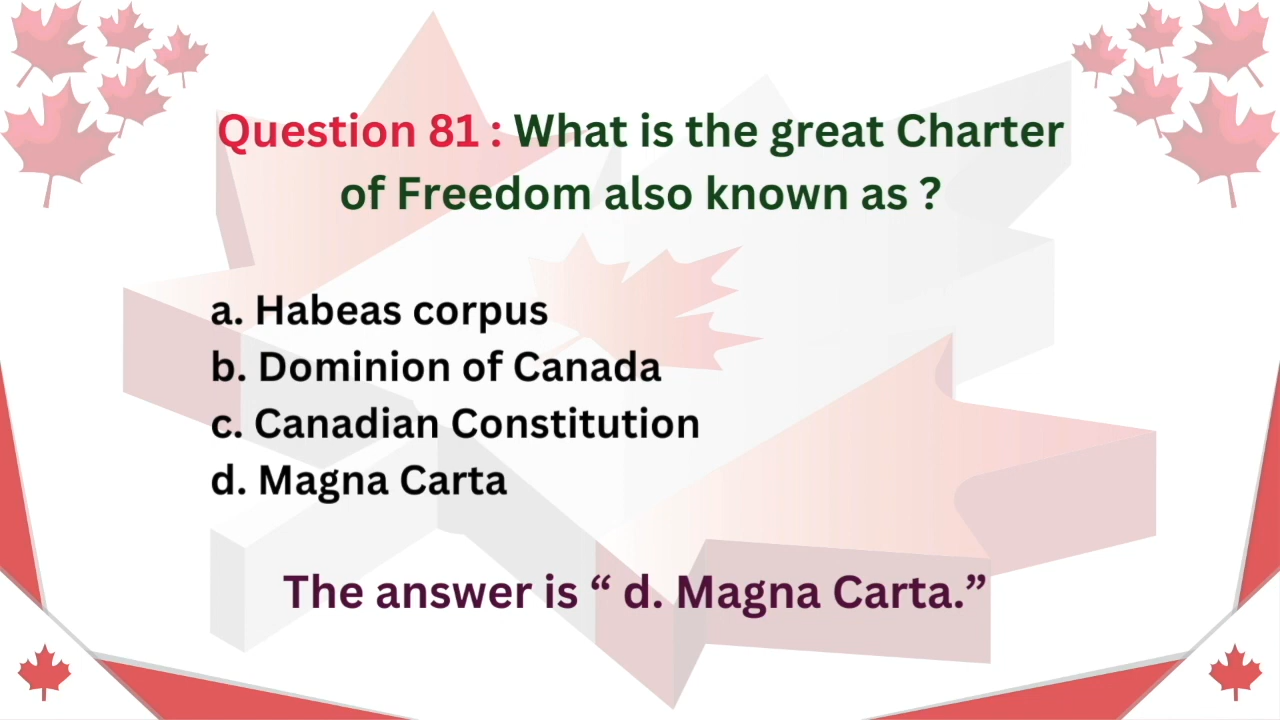 Question 81 : What is the great Charter
of Freedom also known as ?
a. Habeas corpus
b. Dominion of Canada
c. Canadian Constitution
d. Magna Carta
The answer is “ d. Magna Carta.”